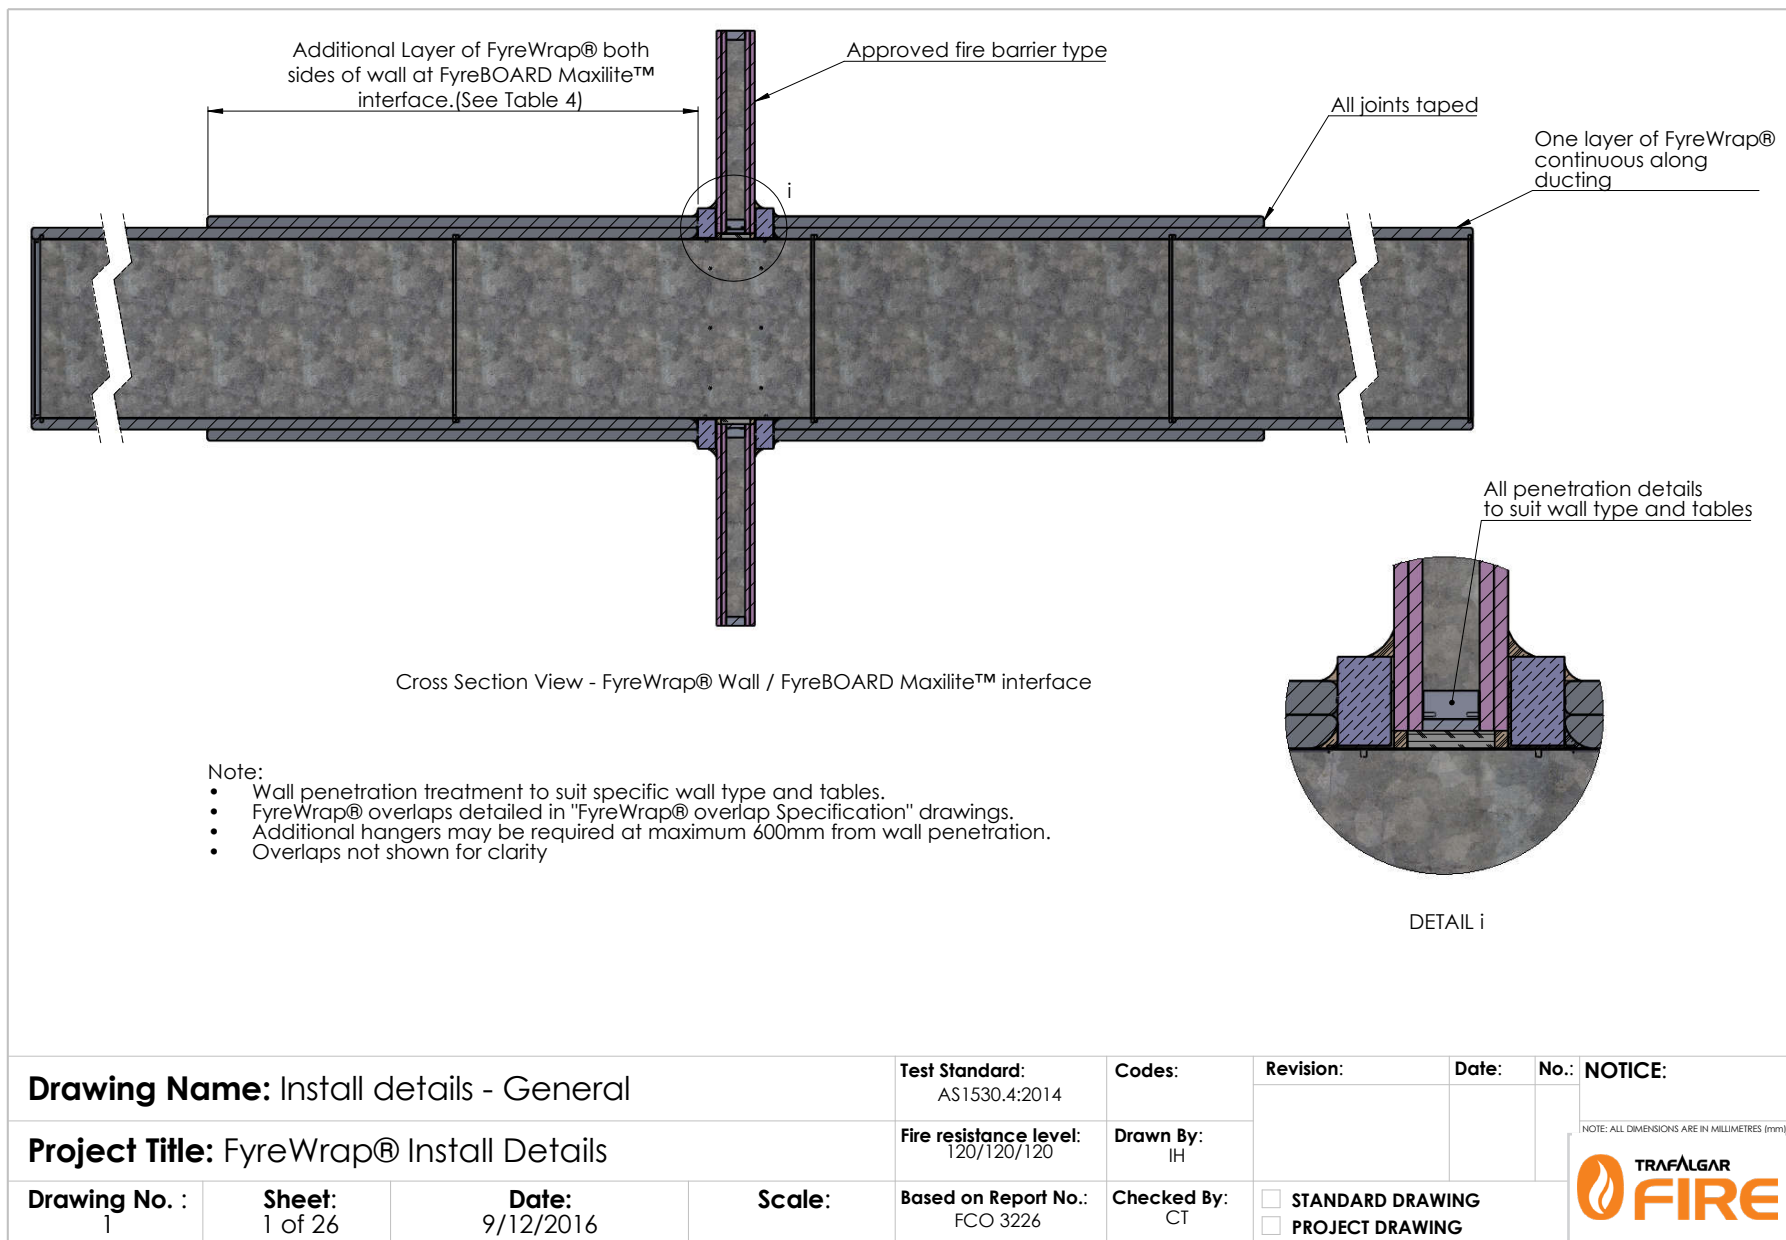 Additional Layer of FyreWrap® both
sides of wall at FyreBOARD Maxilite™
interface.(See Table 4)
Approved fire barrier type
All joints taped
One layer of FyreWrap®
continuous along
ducting
i
All penetration details
to suit wall type and tables
Cross Section View - FyreWrap® Wall / FyreBOARD Maxilite™ interface
Note:
• Wall penetration treatment to suit specific wall type and tables.
• FyreWrap® overlaps detailed in "FyreWrap® overlap Specification" drawings.
• Additional hangers may be required at maximum 600mm from wall penetration.
• Overlaps not shown for clarity
DETAIL i
Drawing Name: Install details - General
Test Standard:
AS1530.4:2014
Codes:
Revision:
Date:
No.:
NOTICE:
Project Title: FyreWrap® Install Details
Fire resistance level:
120/120/120
Drawn By:
IH
NOTE: ALL DIMENSIONS ARE IN MILLIMETRES (mm)
Drawing No. :
1
Sheet:
1 of 26
Date:
9/12/2016
Scale:
Based on Report No.:
FCO 3226
Checked By:
CT
STANDARD DRAWING
PROJECT DRAWING
TRAFALGAR
FIRE